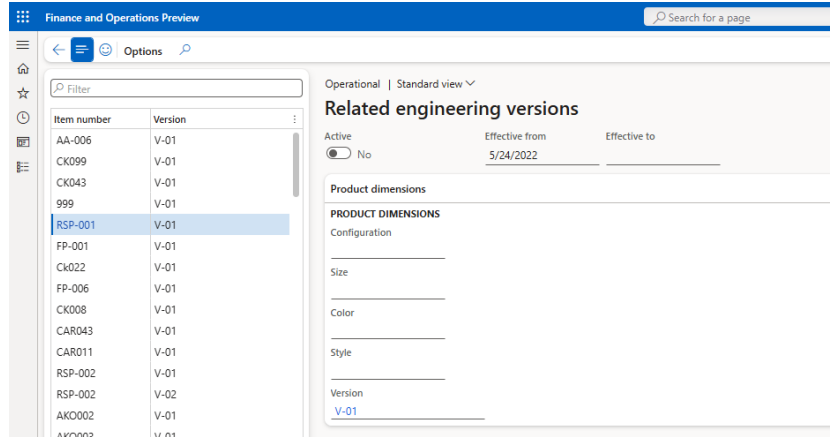 Finance and Operations Preview
Search for a page
Options
Filter
Item number Version
AA-006 V-01
CK099 V-01
CK043 V-01
999 V-01
RSP-001 V-01
FP-001 V-01
Ck022 V-01
FP-006 V-01
CK008 V-01
CAR043 V-01
CAR011 V-01
RSP-002 V-01
RSP-002 V-02
AKO002 V-01
AKO003 V-01
Operational | Standard view
Related engineering versions
Active Effective from Effective to
No 5/24/2022
Product dimensions
PRODUCT DIMENSIONS
Configuration
Size
Color
Style
Version
V-01